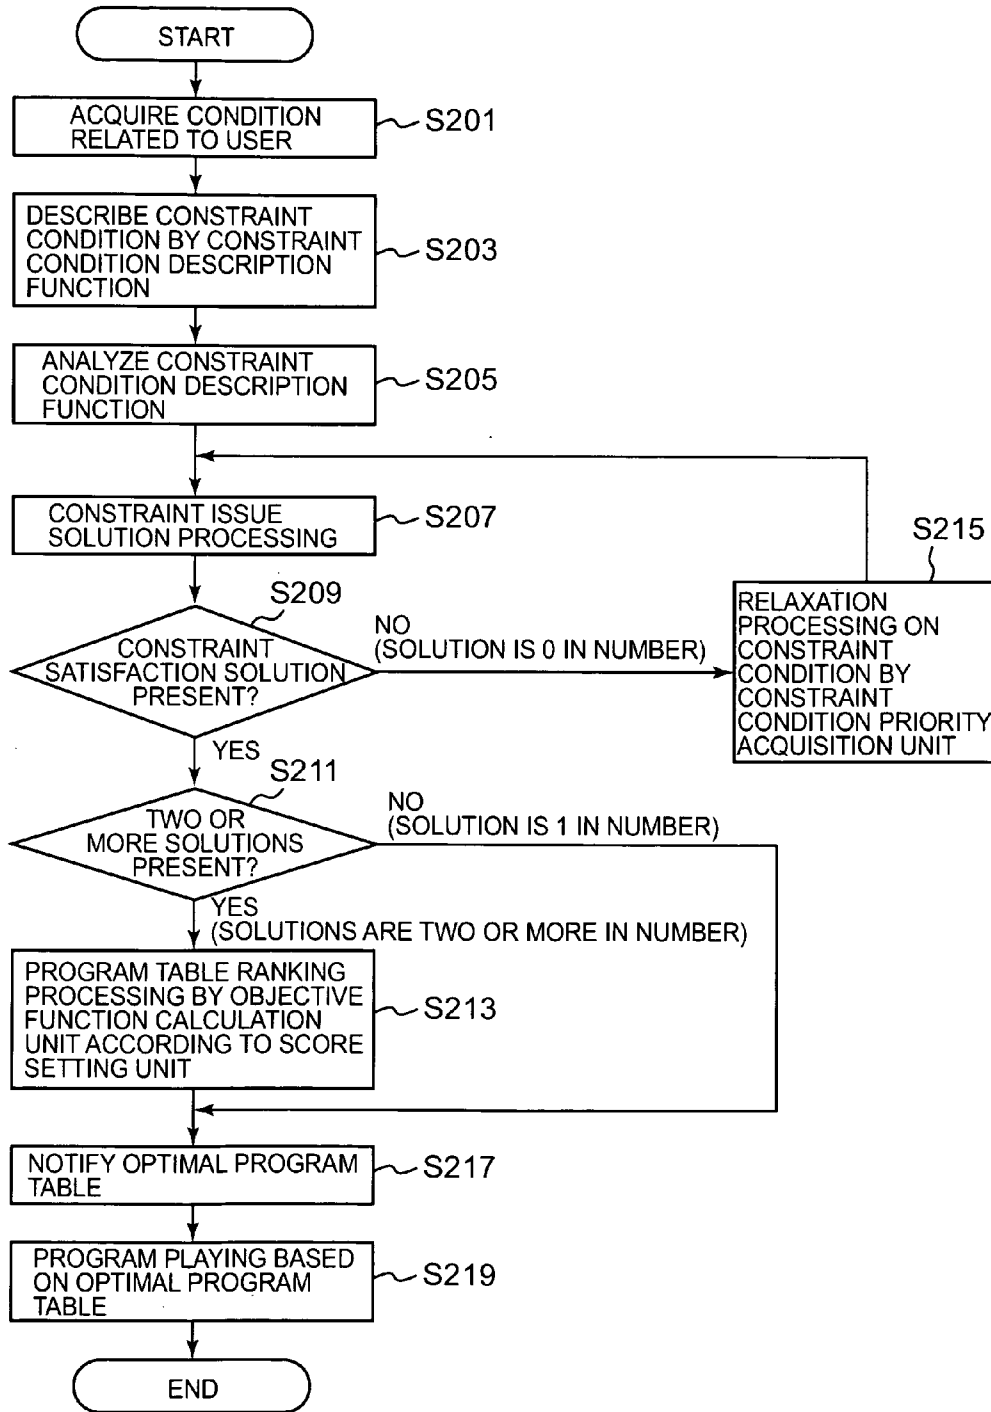 START
ACQUIRE CONDITION
RELATED TO USER
S201
DESCRIBE CONSTRAINT
CONDITION BY CONSTRAINT
CONDITION DESCRIPTION
FUNCTION
S203
ANALYZE CONSTRAINT
CONDITION DESCRIPTION
FUNCTION
S205
CONSTRAINT ISSUE
SOLUTION PROCESSING
S207
S209
CONSTRAINT
SATISFACTION SOLUTION
PRESENT?
NO
(SOLUTION IS 0 IN NUMBER)
S215
RELAXATION
PROCESSING ON
CONSTRAINT
CONDITION BY
CONSTRAINT
CONDITION PRIORITY
ACQUISITION UNIT
YES
S211
TWO OR
MORE SOLUTIONS
PRESENT?
NO
(SOLUTION IS 1 IN NUMBER)
YES
(SOLUTIONS ARE TWO OR MORE IN NUMBER)
PROGRAM TABLE RANKING
PROCESSING BY OBJECTIVE
FUNCTION CALCULATION
UNIT ACCORDING TO SCORE
SETTING UNIT
S213
NOTIFY OPTIMAL PROGRAM
TABLE
S217
PROGRAM PLAYING BASED
ON OPTIMAL PROGRAM
TABLE
S219
END